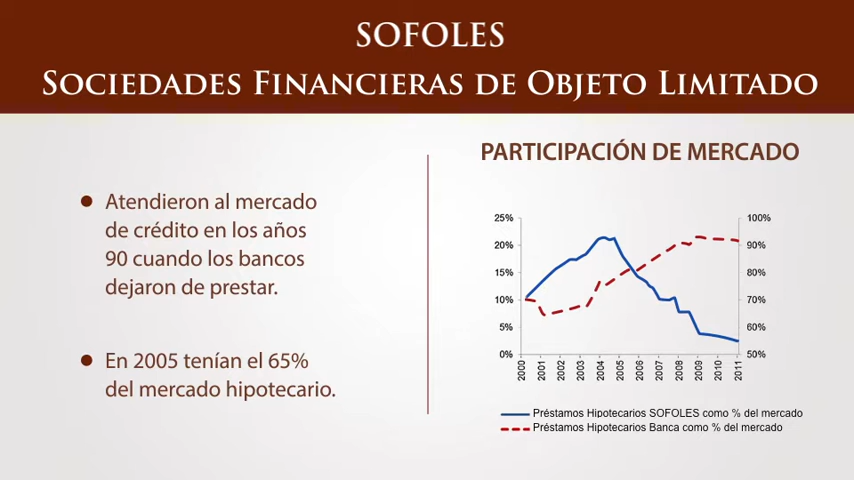 SOFOLES
SOCIEDADES FINANCIERAS DE OBJETO LIMITADO
Atendieron al mercado
de crédito en los años
90 cuando los bancos
dejaron de prestar.
En 2005 tenían el 65%
del mercado hipotecario.
PARTICIPACIÓN DE MERCADO
25%
20%
15%
10%
5%
0%
100%
90%
80%
70%
60%
50%
2000
2001
2002
2003
2004
2005
2006
2007
2008
2009
2010
2011
Préstamos Hipotecarios SOFOLES como % del mercado
Préstamos Hipotecarios Banca como % del mercado